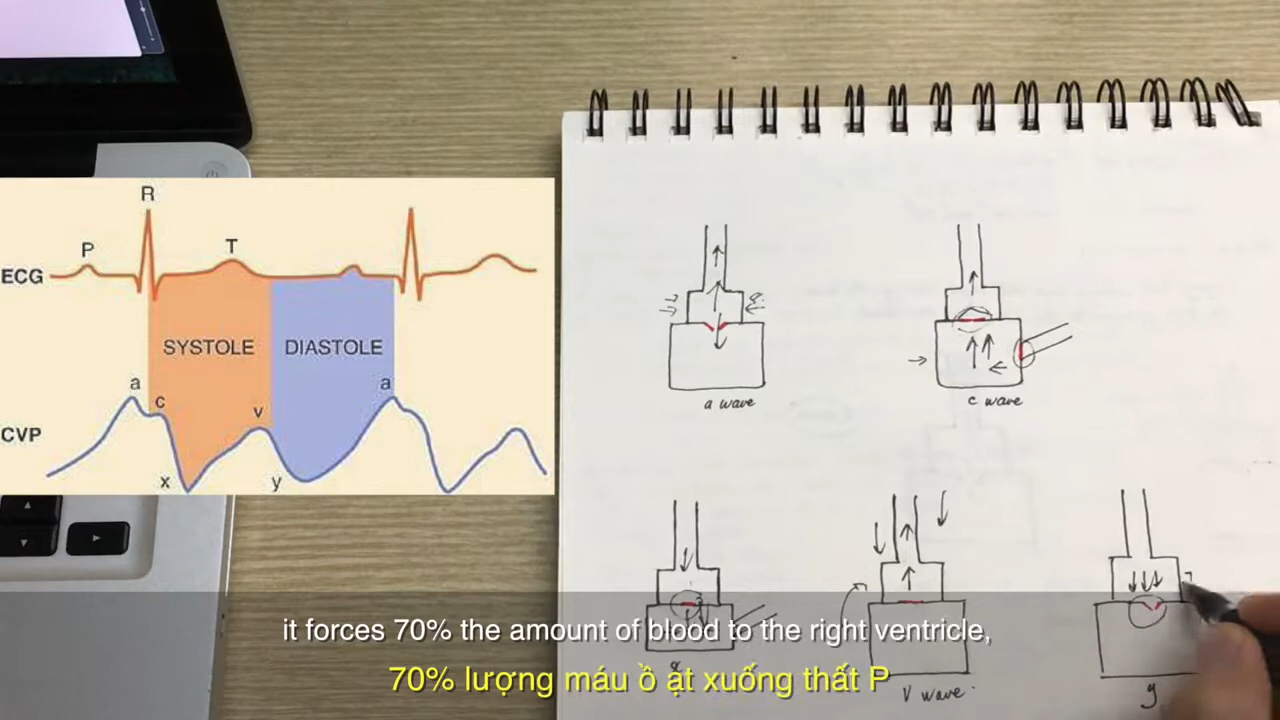 R
P
T
ECG
SYSTOLE DIASTOLE
a
c
v
a
CVP
x
y
a wave
c wave
x
v wave
y
it forces 70% the amount of blood to the right ventricle,
70% lượng máu ồ ạt xuống thất P